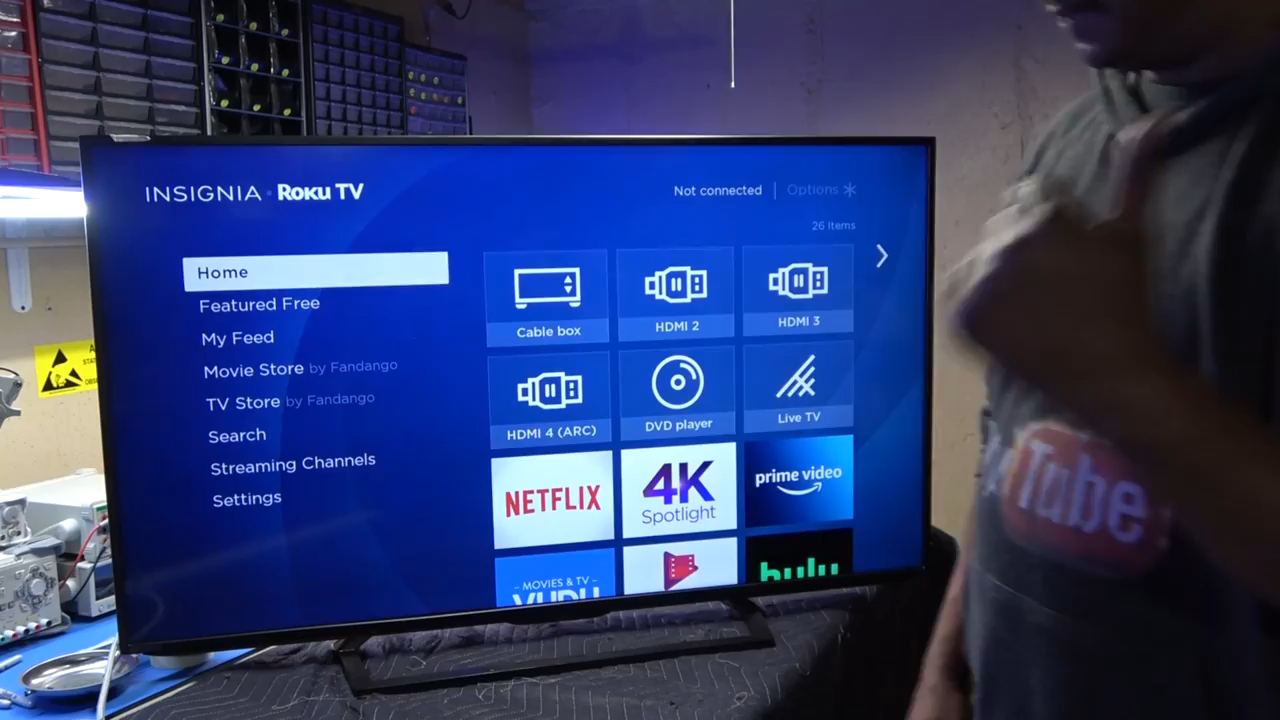 INSIGNIA • Roku TV
Not connected | Options
26 Items
Home
Featured Free
My Feed
Movie Store by Fandango
TV Store by Fandango
Search
Streaming Channels
Settings
Cable box
HDMI 2
HDMI 3
HDMI 4 (ARC)
DVD player
Live TV
NETFLIX
4K
Spotlight
prime video
– MOVIES & TV
VUDU
hulu
Tube